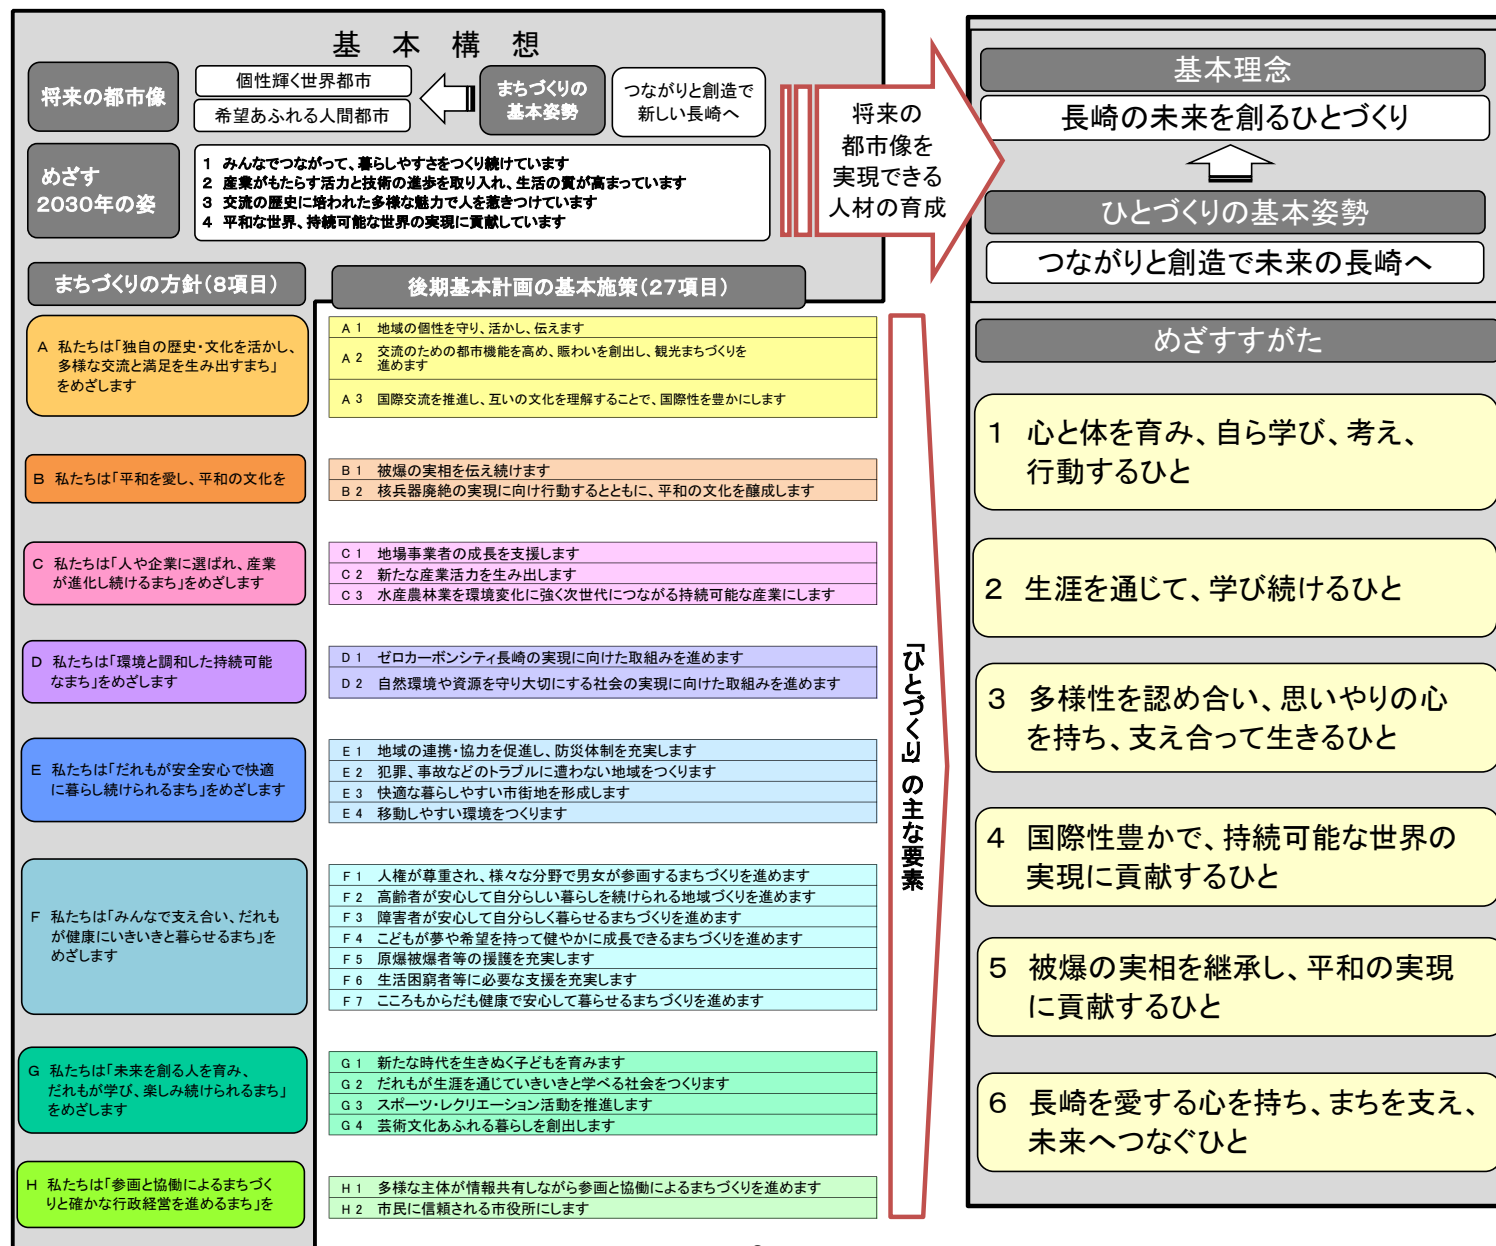 基本構想
将来の都市像
個性輝く世界都市
希望あふれる人間都市
まちづくりの
基本姿勢
つながりと創造で
新しい長崎へ
めざす
2030年の姿
1 みんなでつながって、暮らしやすさをつくり続けています
2 産業がもたらす活力と技術の進歩を取り入れ、生活の質が高まっています
3 交流の歴史に培われた多様な魅力で人を惹きつけています
4 平和な世界、持続可能な世界の実現に貢献しています
将来の
都市像を
実現できる
人材の育成
基本理念
長崎の未来を創るひとづくり
ひとづくりの基本姿勢
つながりと創造で未来の長崎へ
まちづくりの方針(8項目)
後期基本計画の基本施策(27項目)
A 私たちは「独自の歴史・文化を活かし、
多様な交流と満足を生み出すまち」
をめざします
A 1 地域の個性を守り、活かし、伝えます
A 2 交流のための都市機能を高め、賑わいを創出し、観光まちづくりを
進めます
A 3 国際交流を推進し、互いの文化を理解することで、国際性を豊かにします
B 私たちは「平和を愛し、平和の文化を
B 1 被爆の実相を伝え続けます
B 2 核兵器廃絶の実現に向け行動するとともに、平和の文化を醸成します
C 私たちは「人や企業に選ばれ、産業
が進化し続けるまち」をめざします
C 1 地場事業者の成長を支援します
C 2 新たな産業活力を生み出します
C 3 水産農林業を環境変化に強く次世代につながる持続可能な産業にします
D 私たちは「環境と調和した持続可能
なまち」をめざします
D 1 ゼロカーボンシティ長崎の実現に向けた取組みを進めます
D 2 自然環境や資源を守り大切にする社会の実現に向けた取組みを進めます
E 私たちは「だれもが安全安心で快適
に暮らし続けられるまち」をめざします
E 1 地域の連携・協力を促進し、防災体制を充実します
E 2 犯罪、事故などのトラブルに遭わない地域をつくります
E 3 快適な暮らしやすい市街地を形成します
E 4 移動しやすい環境をつくります
F 私たちは「みんなで支え合い、だれも
が健康にいきいきと暮らせるまち」を
めざします
F 1 人権が尊重され、様々な分野で男女が参画するまちづくりを進めます
F 2 高齢者が安心して自分らしい暮らしを続けられる地域づくりを進めます
F 3 障害者が安心して自分らしく暮らせるまちづくりを進めます
F 4 こどもが夢や希望を持って健やかに成長できるまちづくりを進めます
F 5 原爆被爆者等の援護を充実します
F 6 生活困窮者等に必要な支援を充実します
F 7 こころもからだも健康で安心して暮らせるまちづくりを進めます
G 私たちは「未来を創る人を育み、
だれもが学び、楽しみ続けられるまち」
をめざします
G 1 新たな時代を生きぬく子どもを育みます
G 2 だれもが生涯を通じていきいきと学べる社会をつくります
G 3 スポーツ・レクリエーション活動を推進します
G 4 芸術文化あふれる暮らしを創出します
H 私たちは「参画と協働によるまちづく
りと確かな行政経営を進めるまち」を
H 1 多様な主体が情報共有しながら参画と協働によるまちづくりを進めます
H 2 市民に信頼される市役所にします
「ひとづくり」の主な要素
めざすすがた
1 心と体を育み、自ら学び、考え、
行動するひと
2 生涯を通じて、学び続けるひと
3 多様性を認め合い、思いやりの心
を持ち、支え合って生きるひと
4 国際性豊かで、持続可能な世界の
実現に貢献するひと
5 被爆の実相を継承し、平和の実現
に貢献するひと
6 長崎を愛する心を持ち、まちを支え、
未来へつなぐひと